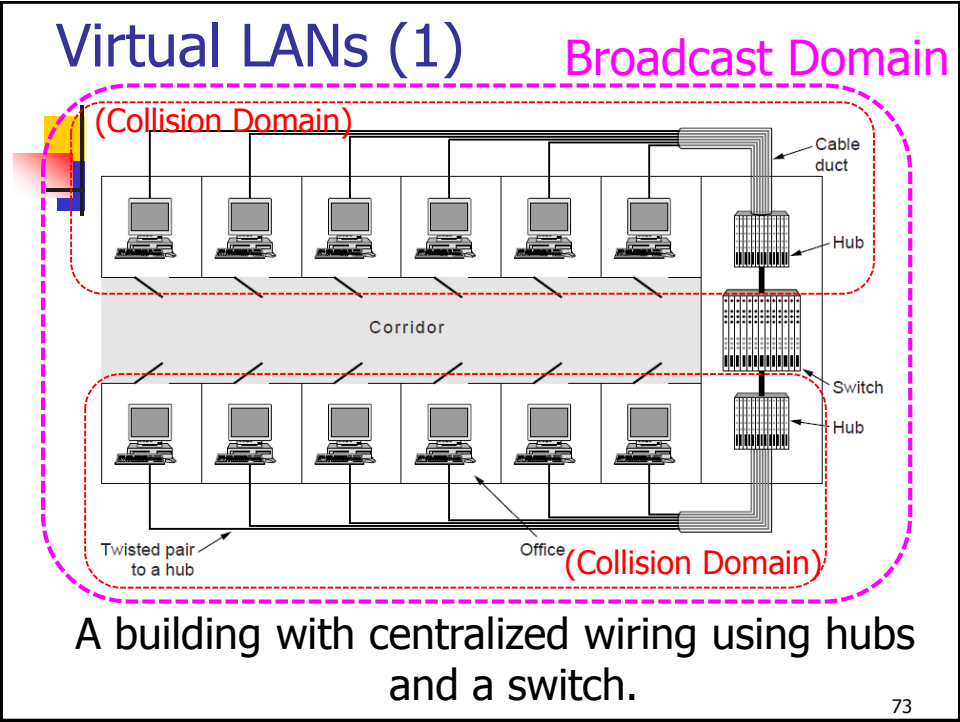 Virtual LANs (1)
Broadcast Domain
(Collision Domain)
Cable
duct
Hub
Corridor
Switch
Hub
Twisted pair
to a hub
Office
(Collision Domain)
A building with centralized wiring using hubs
and a switch.
73